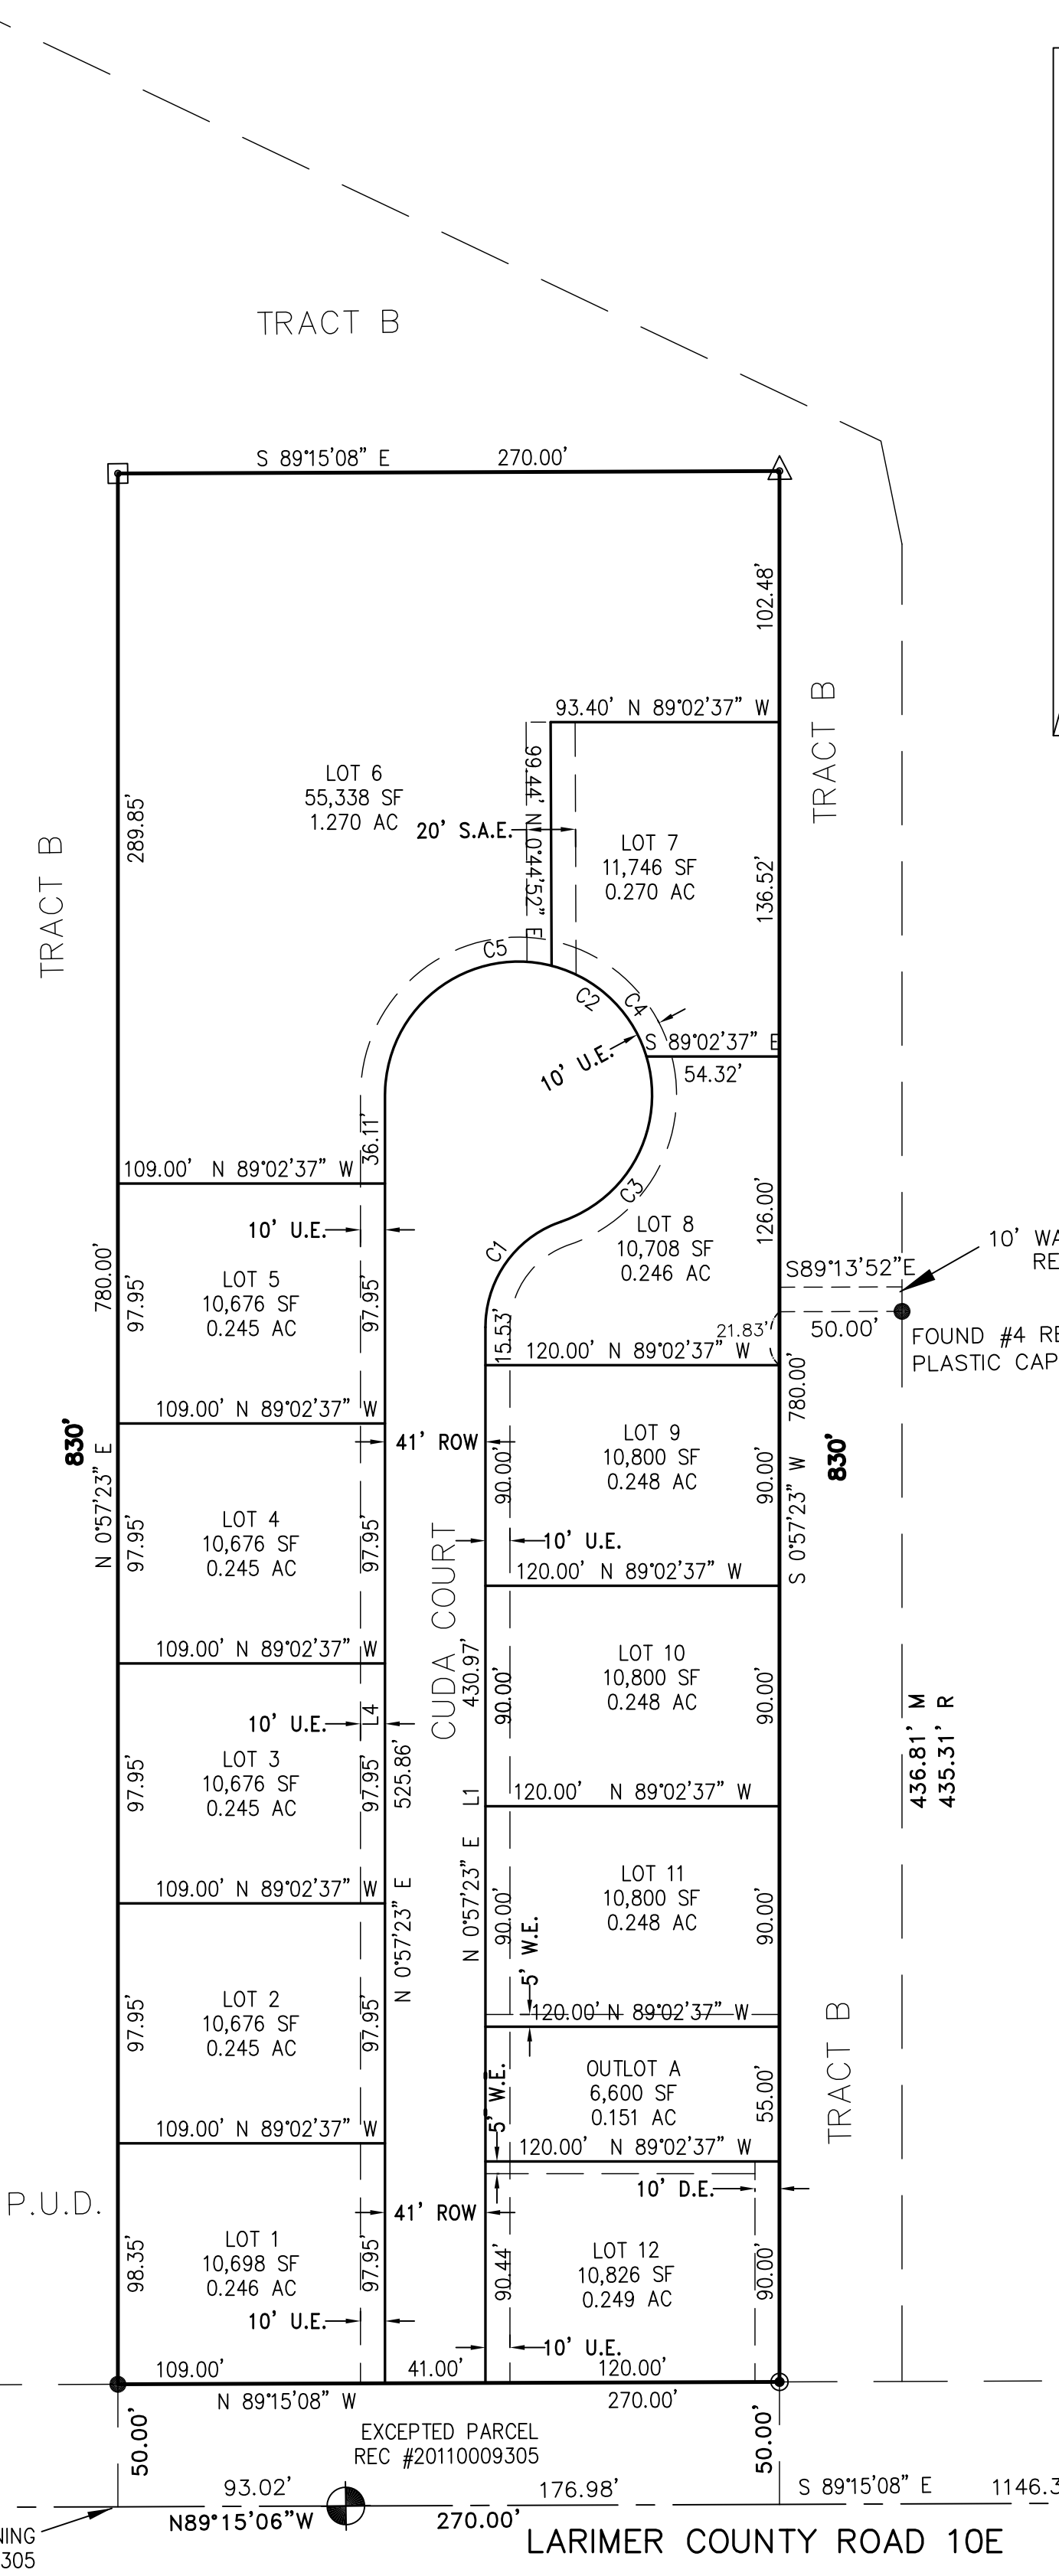 TRACT B
S 89°15'08" E 270.00'
102.48'
TRACT B
93.40' N 89°02'37" W
99.44' N 0°44'52" E
LOT 6
55,338 SF
1.270 AC
20' S.A.E.
289.85'
TRACT B
LOT 7
11,746 SF
0.270 AC
136.52'
C5
C2
C4
10' U.E.
S 89°02'37" E
54.32'
36.11'
109.00' N 89°02'37" W
10' U.E.
C3
C1
LOT 8
10,708 SF
0.246 AC
126.00'
10' WA
RE
S89°13'52"E
50.00'
FOUND #4 RE
PLASTIC CAP
21.83'
15.53'
120.00' N 89°02'37" W
780.00'
LOT 5
10,676 SF
0.245 AC
97.95'
97.95'
780.00'
109.00' N 89°02'37" W
830'
N 0°57'23" E
41' ROW
LOT 9
10,800 SF
0.248 AC
90.00'
90.00'
830'
S 0°57'23" W
10' U.E.
120.00' N 89°02'37" W
LOT 4
10,676 SF
0.245 AC
97.95'
97.95'
CUDA COURT
109.00' N 89°02'37" W
LOT 10
10,800 SF
0.248 AC
430.97'
90.00'
90.00'
436.81' M
435.31' R
10' U.E.
L4
LOT 3
10,676 SF
0.245 AC
97.95'
97.95'
525.86'
L1
120.00' N 89°02'37" W
109.00' N 89°02'37" W
N 0°57'23" E
N 0°57'23" E
LOT 11
10,800 SF
0.248 AC
90.00'
90.00'
5' W.E.
120.00' N 89°02'37" W
LOT 2
10,676 SF
0.245 AC
97.95'
97.95'
OUTLOT A
6,600 SF
0.151 AC
5' W.E.
55.00'
TRACT B
109.00' N 89°02'37" W
120.00' N 89°02'37" W
10' D.E.
P.U.D.
41' ROW
LOT 1
10,698 SF
0.246 AC
98.35'
97.95'
10' U.E.
LOT 12
10,826 SF
0.249 AC
90.44'
90.00'
10' U.E.
109.00'
41.00'
120.00'
N 89°15'08" W
270.00'
EXCEPTED PARCEL
REC #20110009305
50.00'
50.00'
93.02'
176.98'
S 89°15'08" E 1146.3
N89°15'06"W
270.00'
NING
305
LARIMER COUNTY ROAD 10E